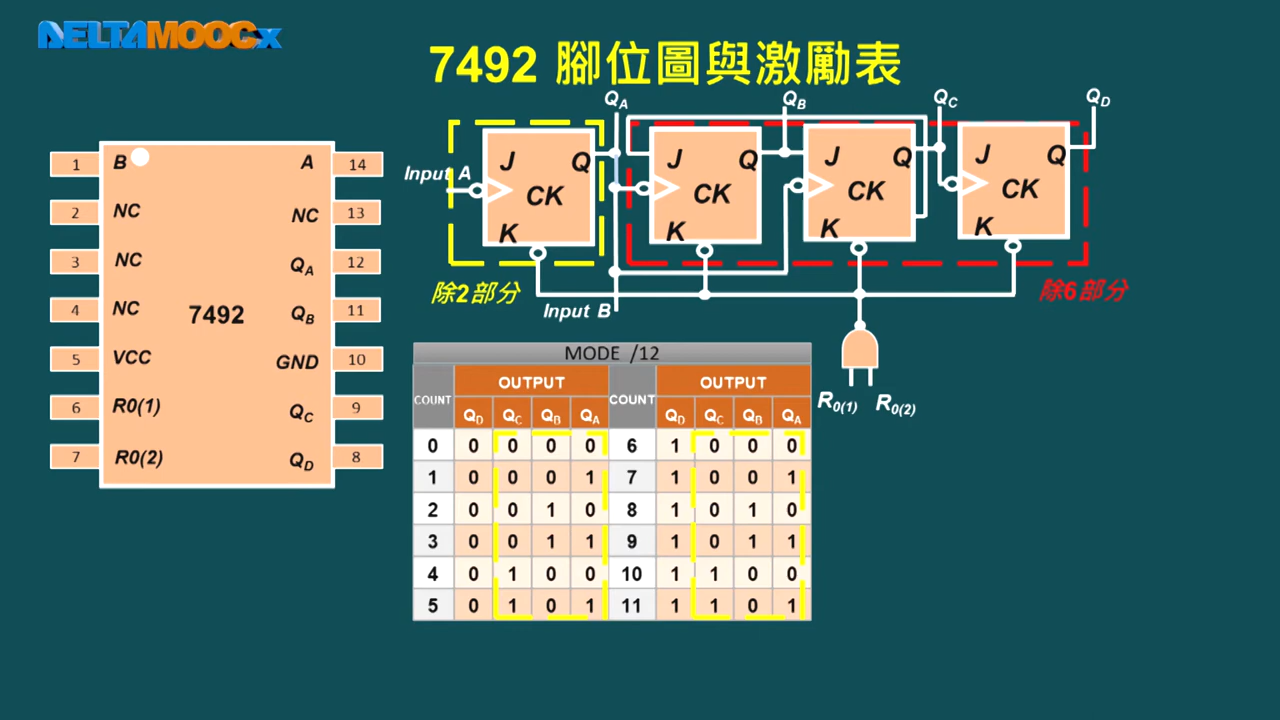 DELTAMOOCx
7492 腳位圖與激勵表
1 B A 14
2 NC NC 13
3 NC QA 12
4 NC QB 11
7492
5 VCC GND 10
6 R0(1) QC 9
7 R0(2) QD 8
QA QB QC QD
Input A
J Q CK K
J Q CK K
J Q CK K
J Q CK K
除2部分
除6部分
Input B
R0(1) R0(2)
MODE /12
COUNT OUTPUT COUNT OUTPUT
QD QC QB QA QD QC QB QA
0 0 0 0 0 6 1 0 0 0
1 0 0 0 1 7 1 0 0 1
2 0 0 1 0 8 1 0 1 0
3 0 0 1 1 9 1 0 1 1
4 0 1 0 0 10 1 1 0 0
5 0 1 0 1 11 1 1 0 1